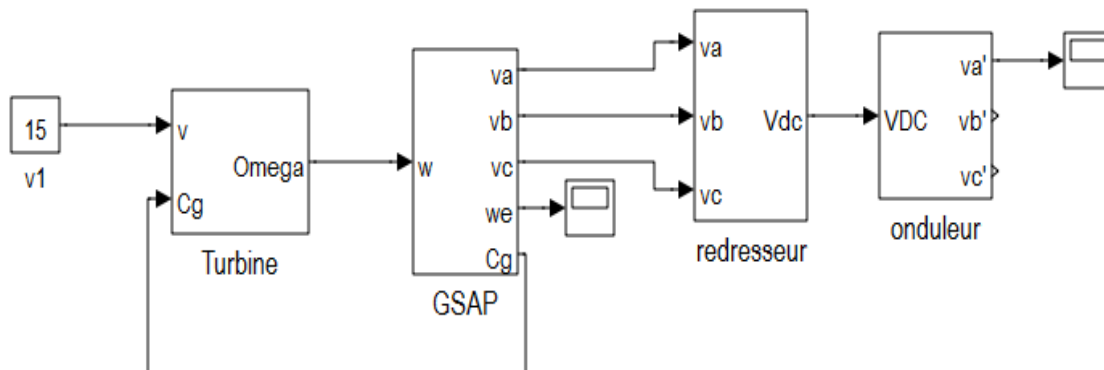 15
v1
v
Omega
Cg
Turbine
w
va
vb
vc
we
Cg
GSAP
va
vb
Vdc
vc
redresseur
VDC
va'
vb'
vc'
onduleur